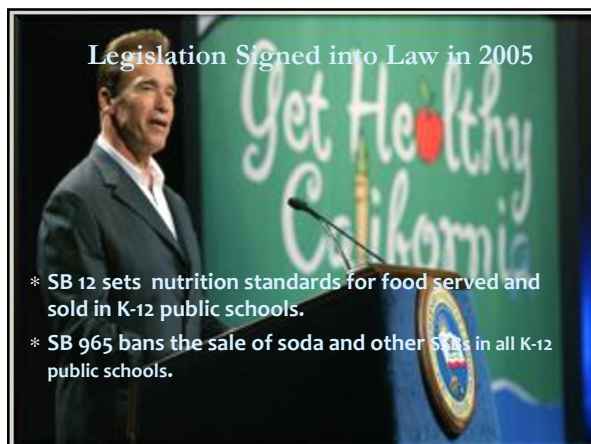 Legislation Signed into Law in 2005
Get Healthy
California
* SB 12 sets nutrition standards for food served and
sold in K-12 public schools.
* SB 965 bans the sale of soda and other SSBs in all K-12
public schools.